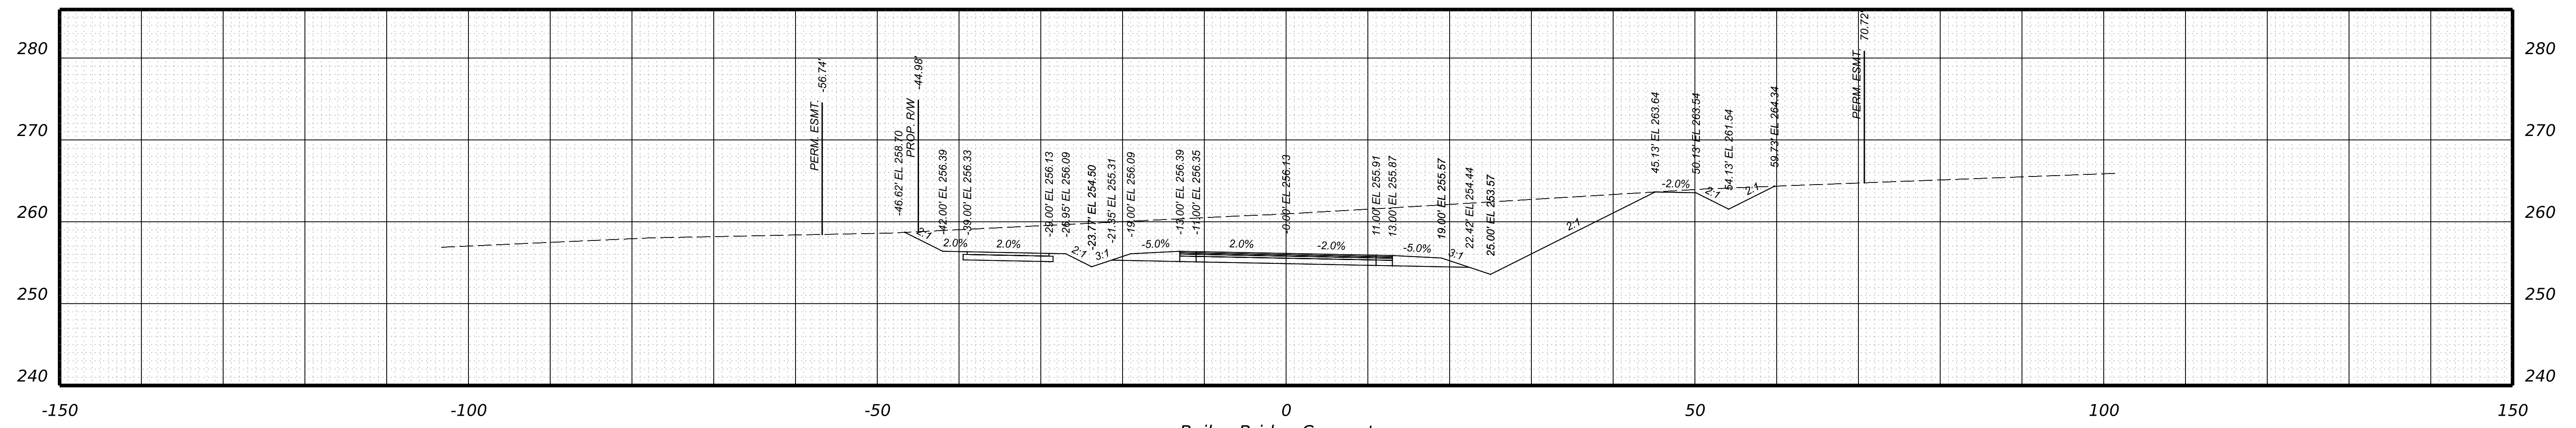 280
270
260
250
240
PERM. ESMT. -56.74'
PROP. R/W -44.98'
-46.62' EL 258.70
-42.00' EL 256.39
-39.00' EL 256.33
-29.00' EL 256.13
-26.95' EL 256.09
-23.77' EL 254.50
-21.35' EL 255.31
-19.00' EL 256.09
-13.00' EL 256.39
-11.00' EL 256.35
-0.00' EL 256.13
11.00' EL 255.91
13.00' EL 255.87
19.00' EL 255.57
22.42' EL 254.44
25.00' EL 253.57
45.13' EL 263.64
50.13' EL 263.54
54.13' EL 261.54
59.73' EL 264.34
PERM. ESMT. 70.72'
2:1
2.0%
2.0%
2:1
3:1
-5.0%
2.0%
-2.0%
-5.0%
3:1
2:1
-2.0%
2:1
2:1
280
270
260
250
240
-150
-100
-50
0
50
100
150